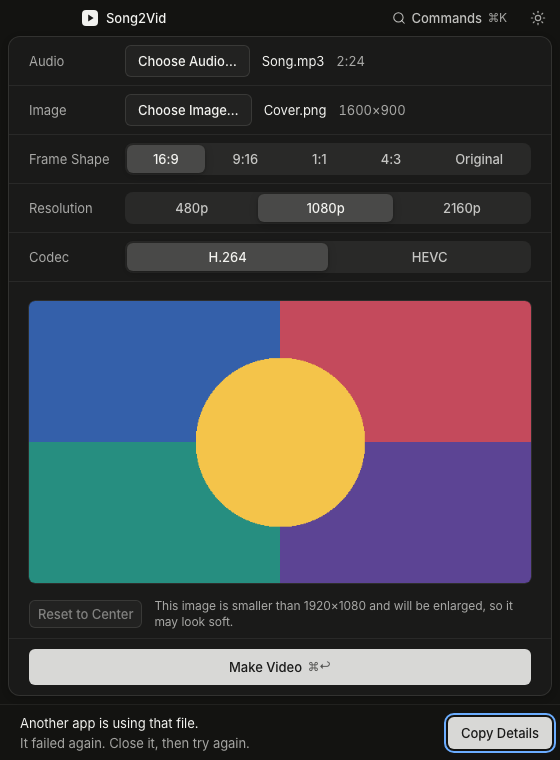 Song2Vid
Commands ⌘K
Audio
Choose Audio... Song.mp3 2:24
Image
Choose Image... Cover.png 1600×900
Frame Shape
16:9 9:16 1:1 4:3 Original
Resolution
480p 1080p 2160p
Codec
H.264 HEVC
Reset to Center
This image is smaller than 1920×1080 and will be enlarged, so it
may look soft.
Make Video ⌘↩
Another app is using that file.
It failed again. Close it, then try again.
Copy Details